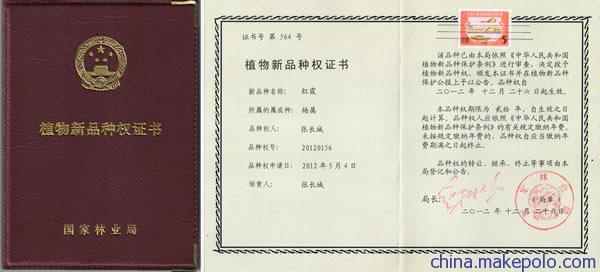 植物新品种权证书
国家林业局
证书号 第 564 号
植物新品种权证书
新品种名称: 红霞
所属的属或种: 杨属
品种权人: 张长城
品种权号: 20120156
品种权申请日: 2012 年 5 月 4 日
培育人: 张长城
5
该品种已由本局依照《中华人民共和国
植物新品种保护条例》进行审查,决定授予
植物新品种权,颁发本证书并在植物新品种
保护公报上予以公告。品种权自
二〇一二年 十二月 二十六日起生效。
本品种权期限为 贰拾 年,自生效之日
起计算。品种权人应依照《中华人民共和国
植物新品种保护条例》的有关规定缴纳年费。
未按规定缴纳年费的,品种权自应当缴纳年
费期满之日起终止。
品种权的转让、继承、终止等事项由本
局登记和公告。
局长:
(局章)
二〇一二年 十二月 二十六日
china.makepolo.com